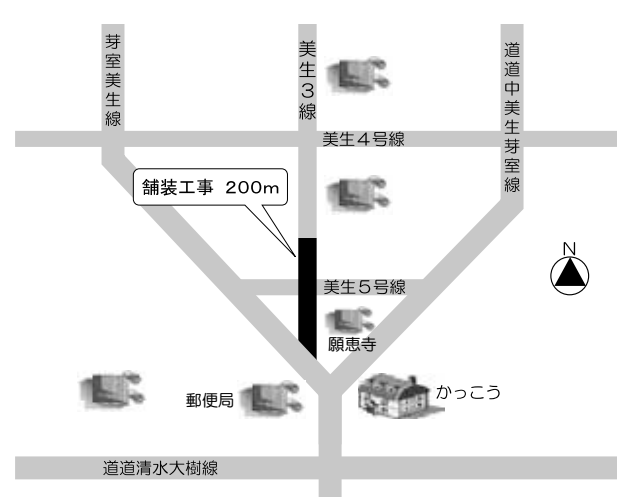 芽室美生線
美生3線
道道中美生芽室線
美生4号線
舗装工事 200m
N
美生5号線
願恵寺
郵便局
かっこう
道道清水大樹線